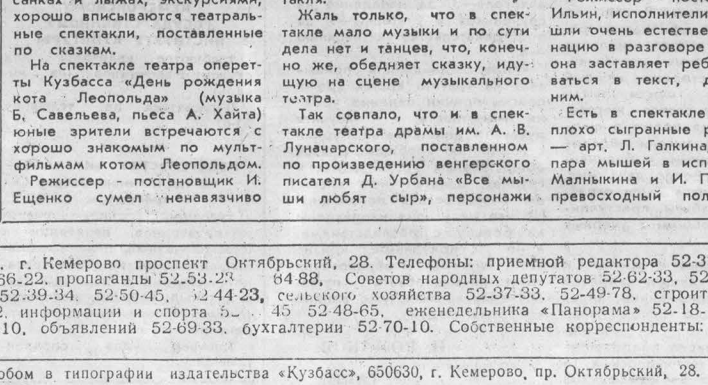 санках и лыжах, экскурсиями,
хорошо вписываются театраль-
ные спектакли, поставленные
по сказкам.
На спектакле театра оперет-
ты Кузбасса «День рождения
кота Леопольда» (музыка
Б. Савельева, пьеса А. Хайта)
юные зрители встречаются с
хорошо знакомым по мульт-
фильмам котом Леопольдом.
Режиссер - постановщик И.
Ещенко сумел ненавязчиво
такля.
Жаль только, что в спек-
такле мало музыки и по сути
дела нет и танцев, что, конеч-
но же, обедняет сказку, иду-
щую на сцене музыкального
театра.
Так совпало, что и в спек-
такле театра драмы им. А. В.
Луначарского, поставленном
по произведению венгерского
писателя Д. Урбана «Все мы-
ши любят сыр», персонажи
Ильин, исполнители
шли очень естестве
нацию в разговоре
она заставляет реб
ваться в текст, д
ним.
Есть в спектакле
плохо сыгранные р
— арт. Л. Галкина,
пара мышей в исп
Малныкина и И. Г
превосходный пол
. г. Кемерово проспект Октябрьский, 28. Телефоны: приемной редактора 52-3
66-22, пропаганды 52-53-23 64-88, Советов народных депутатов 52-62-33, 52
52-39-34, 52-50-45, 52 44-23, сельского хозяйства 52-37-33, 52-49-78, строит
информации и спорта 45 52-48-65, еженедельника «Панорама» 52-18-
10, объявлений 52-69-33, бухгалтерии 52-70-10. Собственные корреспонденты:
обом в типографии издательства «Кузбасс», 650630, г. Кемерово, пр. Октябрьский, 28.